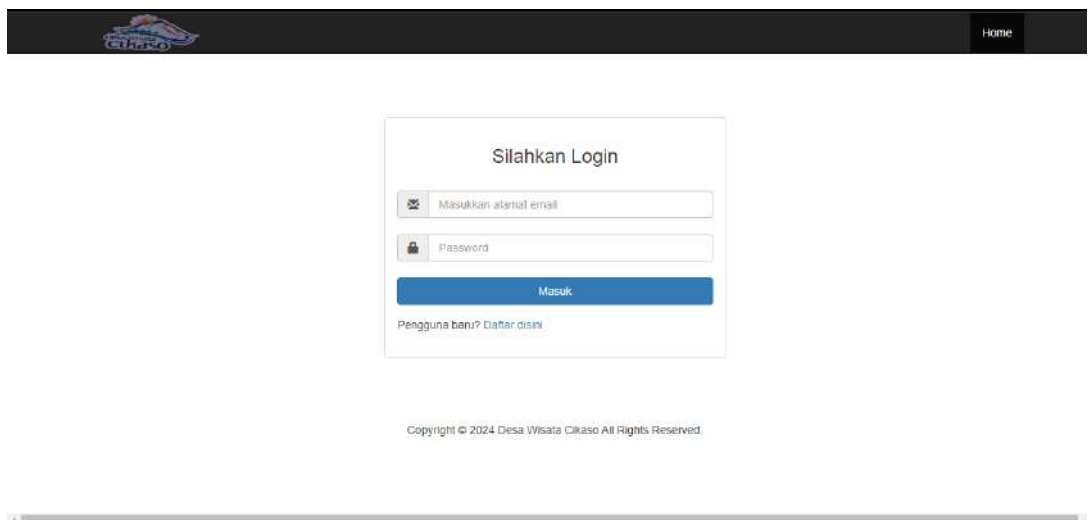 Cikaso
Home
Silahkan Login
Masukkan alamat email
Password
Masuk
Pengguna baru? Daftar disini
Copyright © 2024 Desa Wisata Cikaso All Rights Reserved.